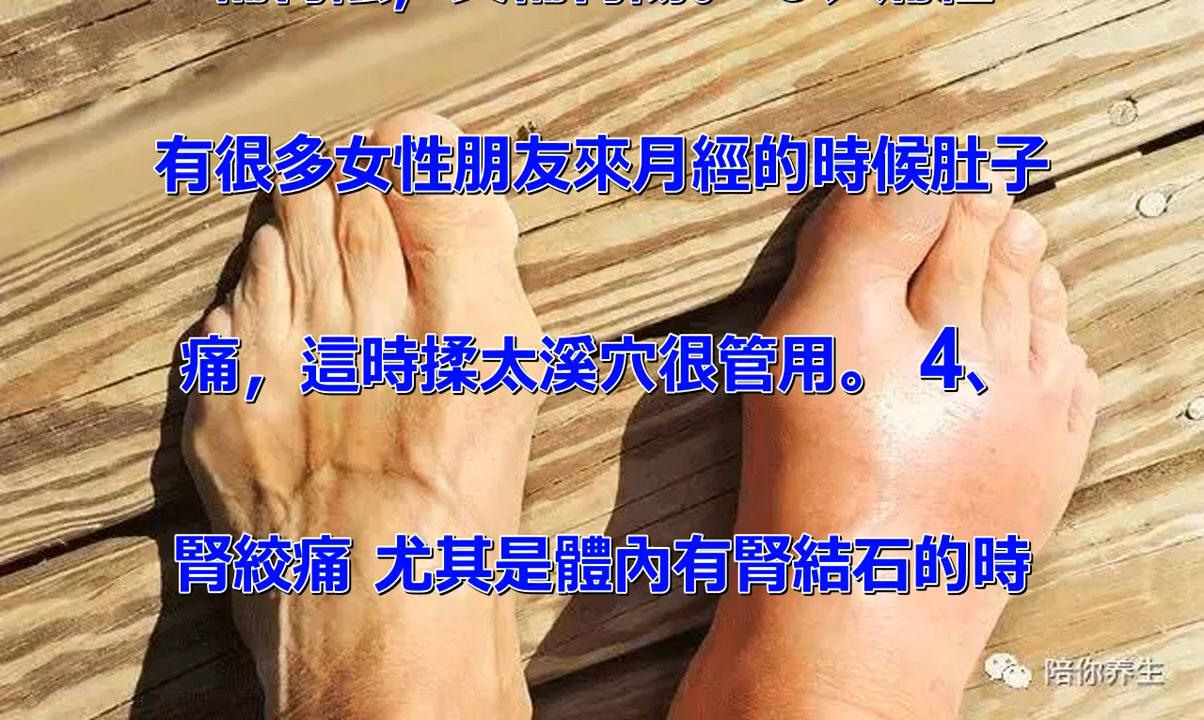 有很多女性朋友來月經的時候肚子
痛，這時揉太溪穴很管用。 4、
腎絞痛 尤其是體內有腎結石的時
陪你养生